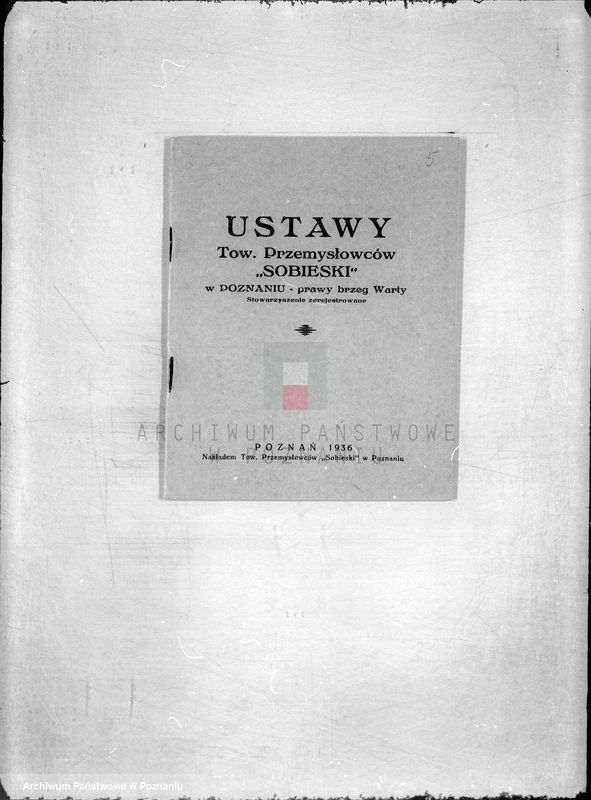 5
USTAWY
Tow. Przemysłowców
„SOBIESKI“
w POZNANIU - prawy brzeg Warty
Stowarzyszenie zarejestrowane
ARCHIWUM PAŃSTWOWE
POZNAŃ 1936
Nakładem Tow. Przemysłowców „Sobieski“ w Poznaniu
Archiwum Państwowe w Poznaniu